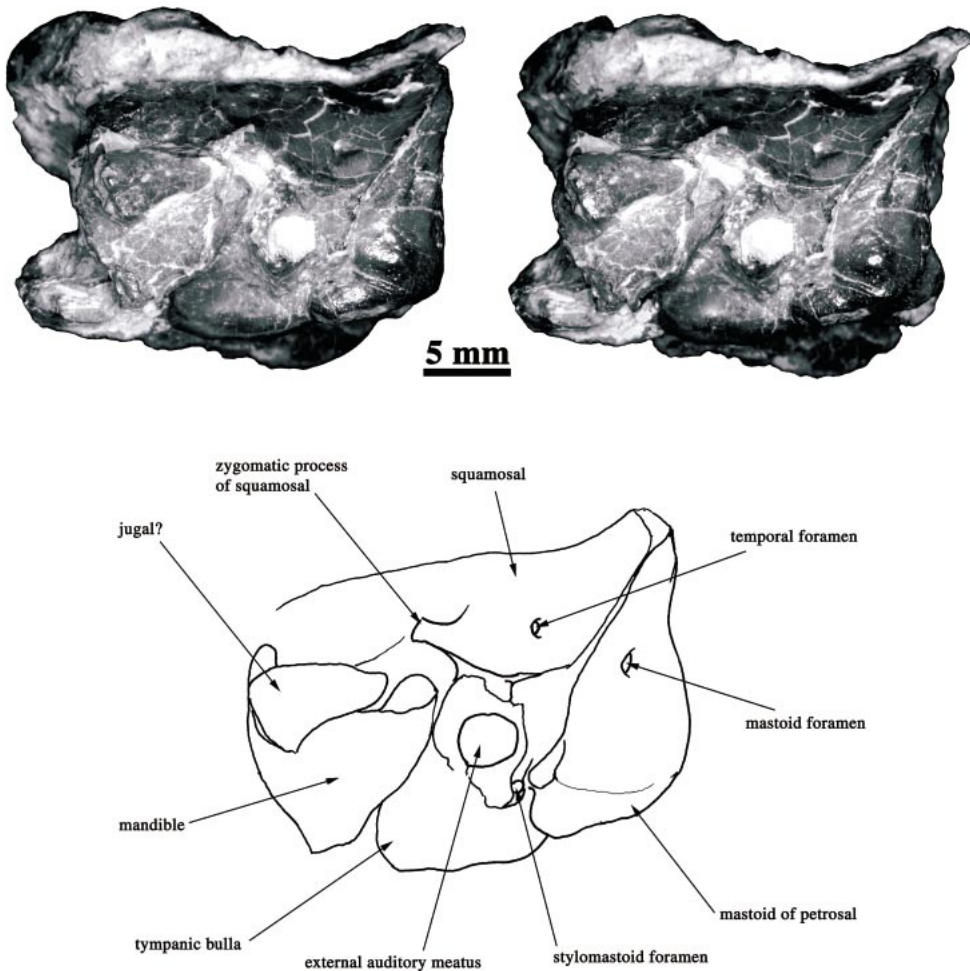 5 mm
zygomatic process
of squamosal
squamosal
jugal?
temporal foramen
mastoid foramen
mandible
mastoid of petrosal
tympanic bulla
external auditory meatus
stylomastoid foramen